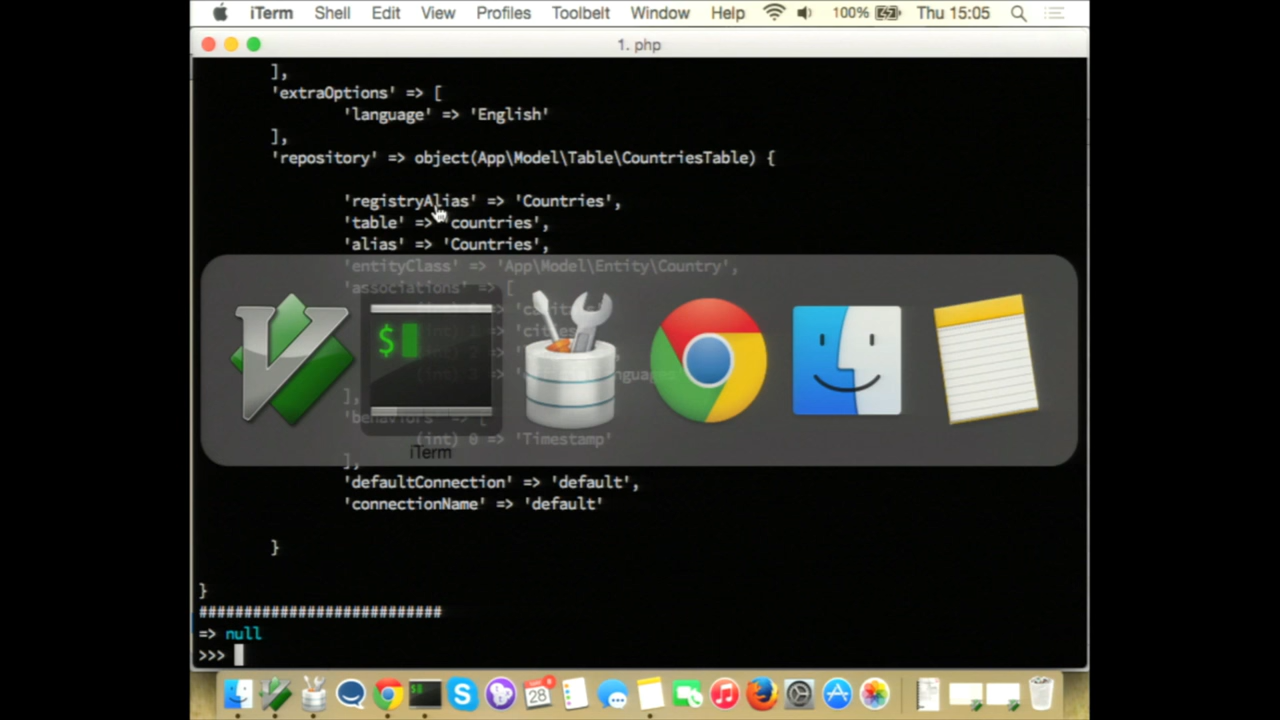 iTerm Shell Edit View Profiles Toolbelt Window Help 100% Thu 15:05
1. php
],
'extraOptions' => [
'language' => 'English'
],
'repository' => object(App\Model\Table\CountriesTable) {
'registryAlias' => 'Countries',
'table' => 'countries',
'alias' => 'Countries',
'entityClass' => 'App\Model\Entity\Country',
'associations' => [
],
'behaviors' => [
(int) 0 => 'Timestamp'
iTerm
],
'defaultConnection' => 'default',
'connectionName' => 'default'
}
}
###########################
=> null
>>>
28